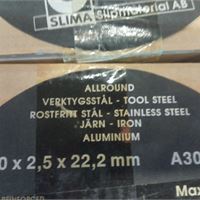 SLIMA Slipmaterial AB
ALLROUND
VERKTYGSSTÅL - TOOL STEEL
ROSTFRITT STÅL - STAINLESS STEEL
JÄRN - IRON
ALUMINIUM
0 x 2,5 x 22,2 mm A30
Max